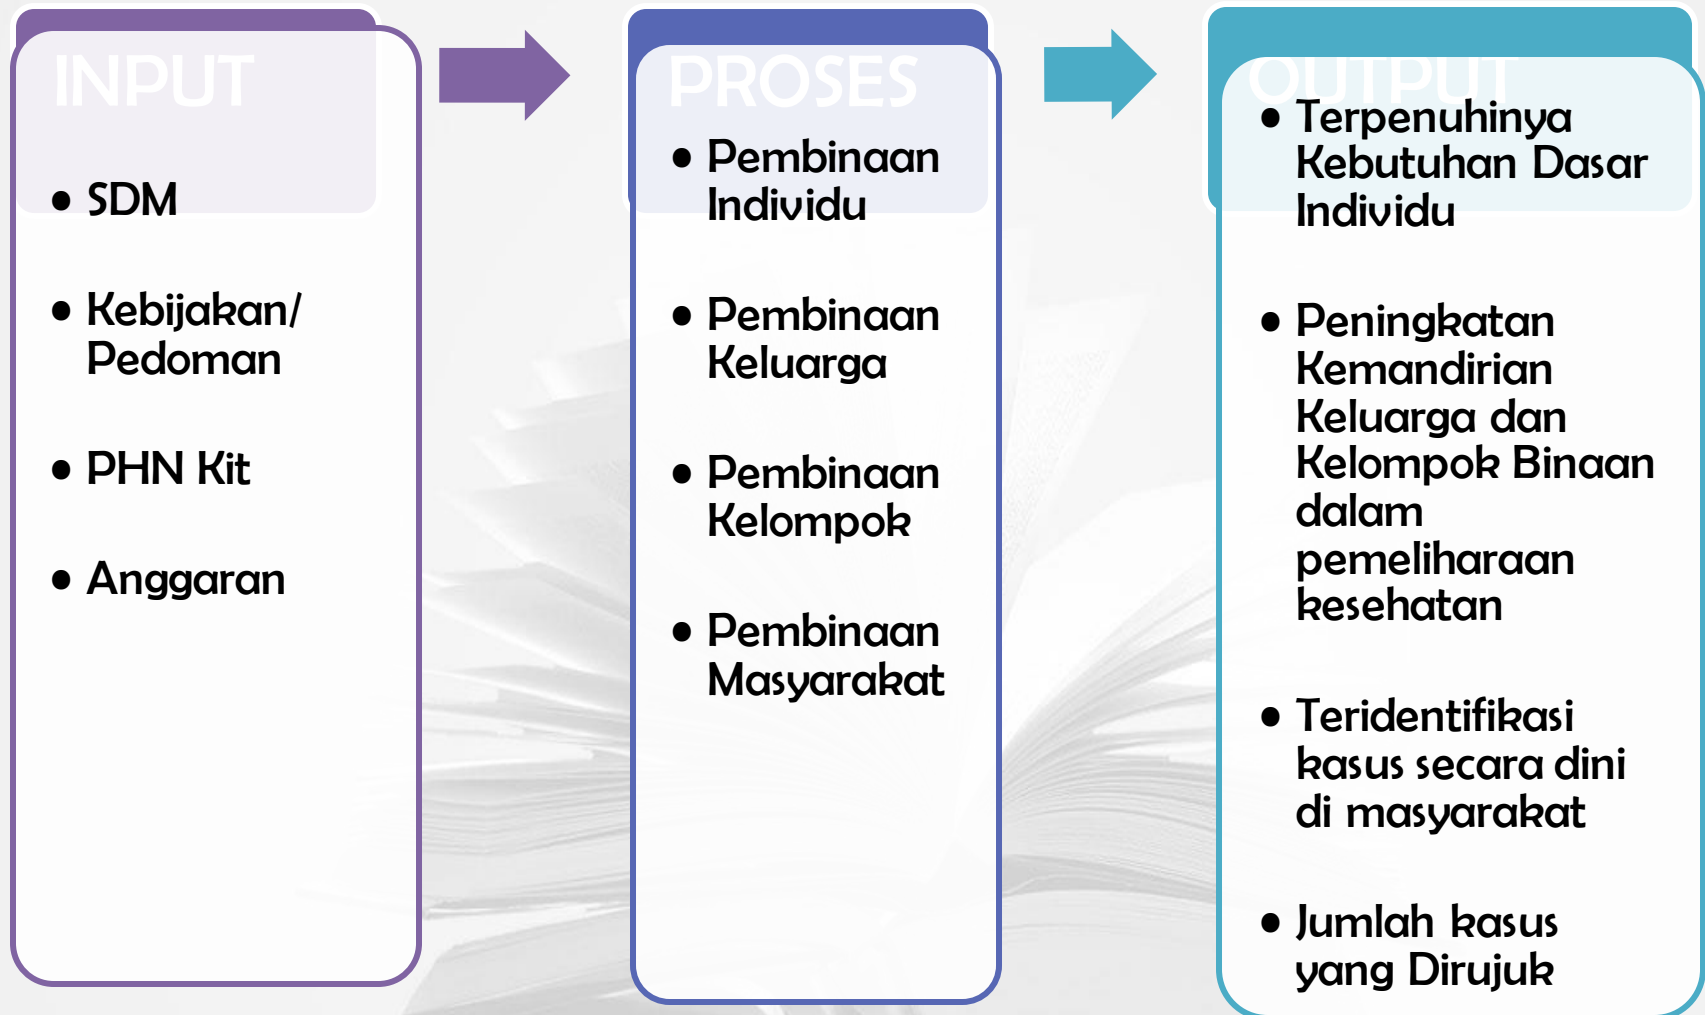 INPUT
• SDM
• Kebijakan/
Pedoman
• PHN Kit
• Anggaran
PROSES
• Pembinaan
Individu
• Pembinaan
Keluarga
• Pembinaan
Kelompok
• Pembinaan
Masyarakat
OUTPUT
• Terpenuhinya
Kebutuhan Dasar
Individu
• Peningkatan
Kemandirian
Keluarga dan
Kelompok Binaan
dalam
pemeliharaan
kesehatan
• Teridentifikasi
kasus secara dini
di masyarakat
• Jumlah kasus
yang Dirujuk